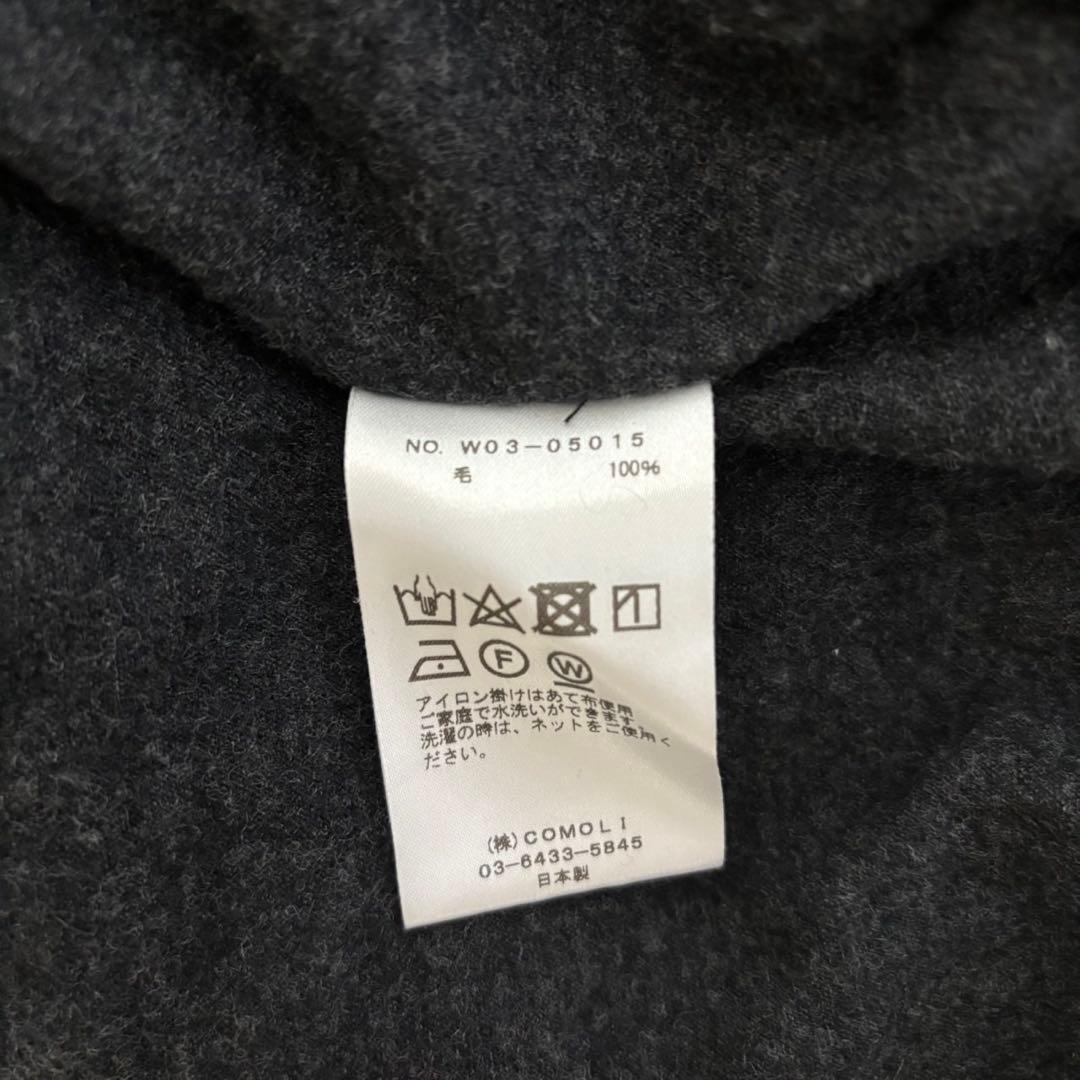 NO. W03-05015
毛 100%
F W
アイロン掛けはあて布使用
ご家庭で水洗いができます
洗濯の時は、ネットをご使用く
ださい。
(株)COMOLI
03-6433-5845
日本製